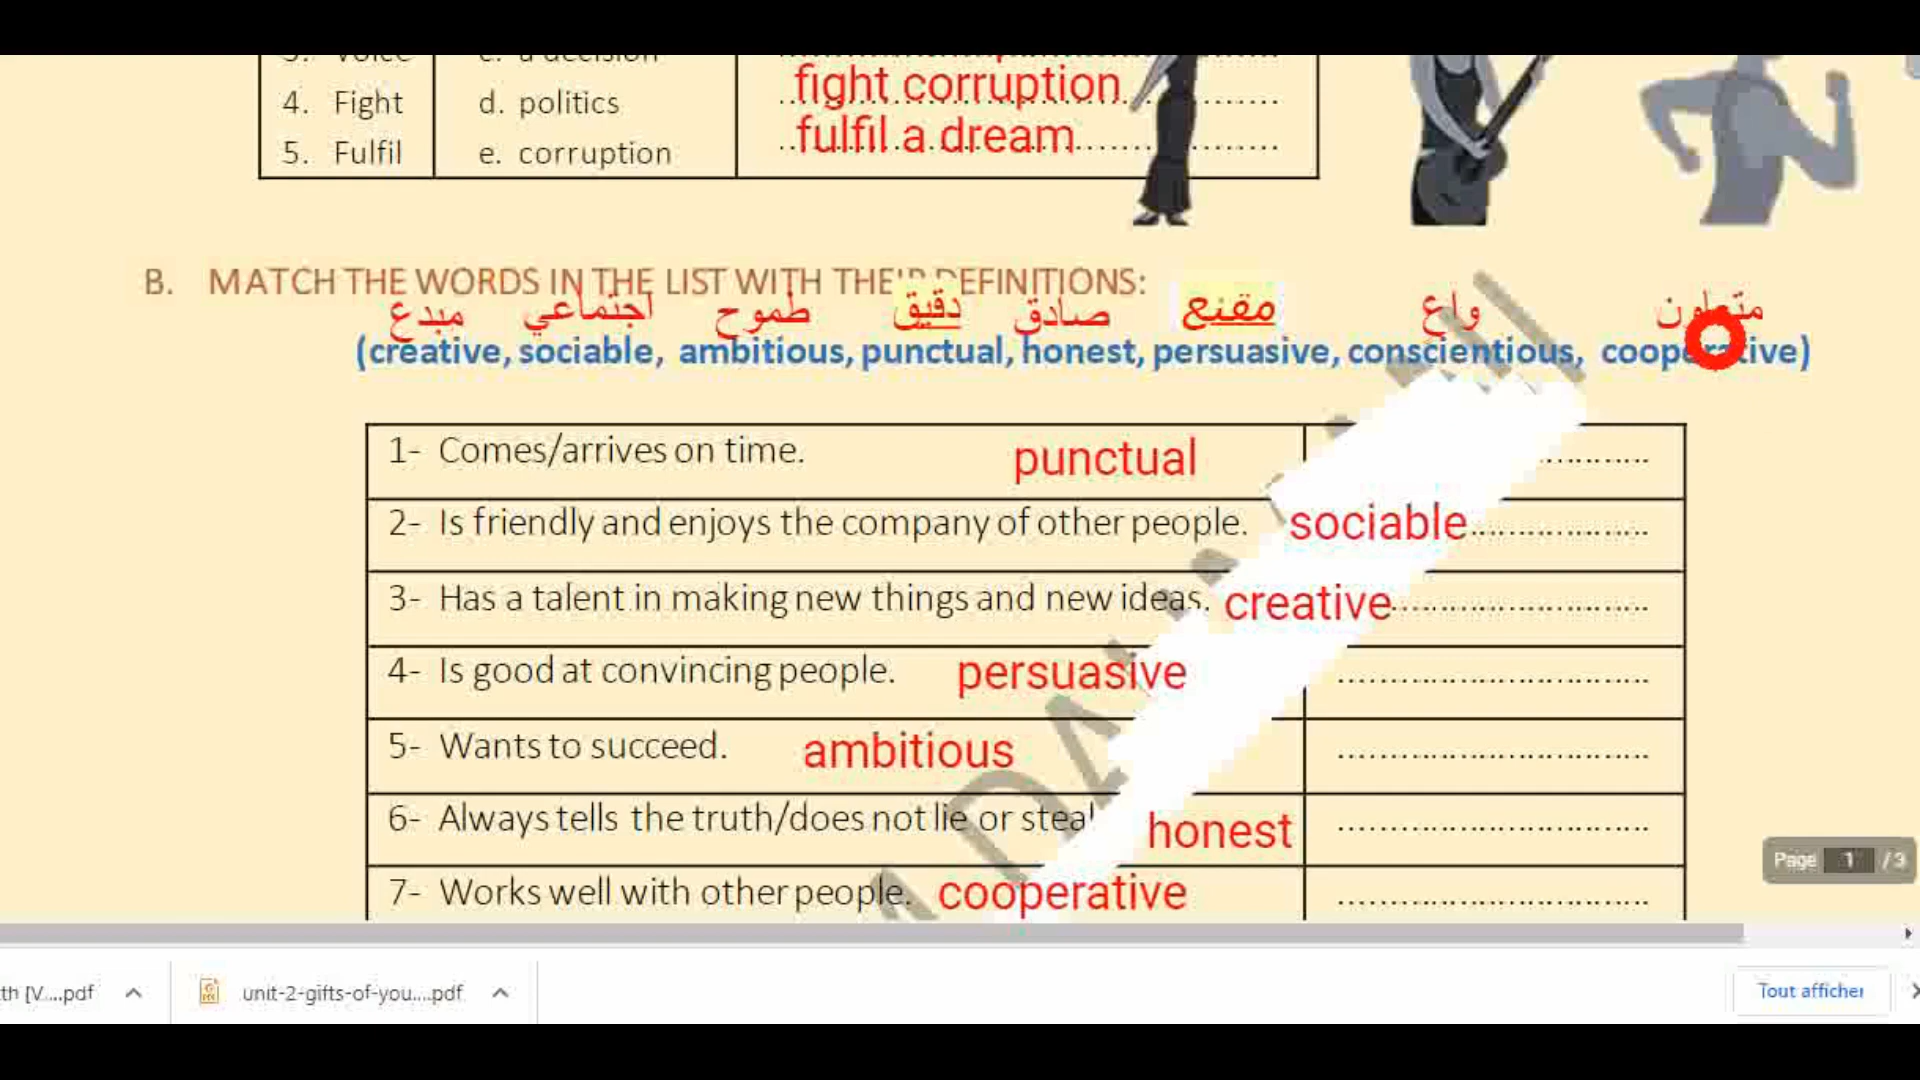 4. Fight d. politics fight corruption
5. Fulfil e. corruption fulfil a dream
B. MATCH THE WORDS IN THE LIST WITH DEFINITIONS:
مبدع اجتماعي طموح دقيق صادق مقنع واع متعاون
(creative, sociable, ambitious, punctual, honest, persuasive, conscientious, cooperative)
1- Comes/arrives on time. punctual
2- Is friendly and enjoys the company of other people. sociable
3- Has a talent in making new things and new ideas. creative
4- Is good at convincing people. persuasive
5- Wants to succeed. ambitious
6- Always tells the truth/does not lie or steal honest
7- Works well with other people. cooperative
Page 1 / 3
th [V....pdf unit-2-gifts-of-you....pdf Tout afficher